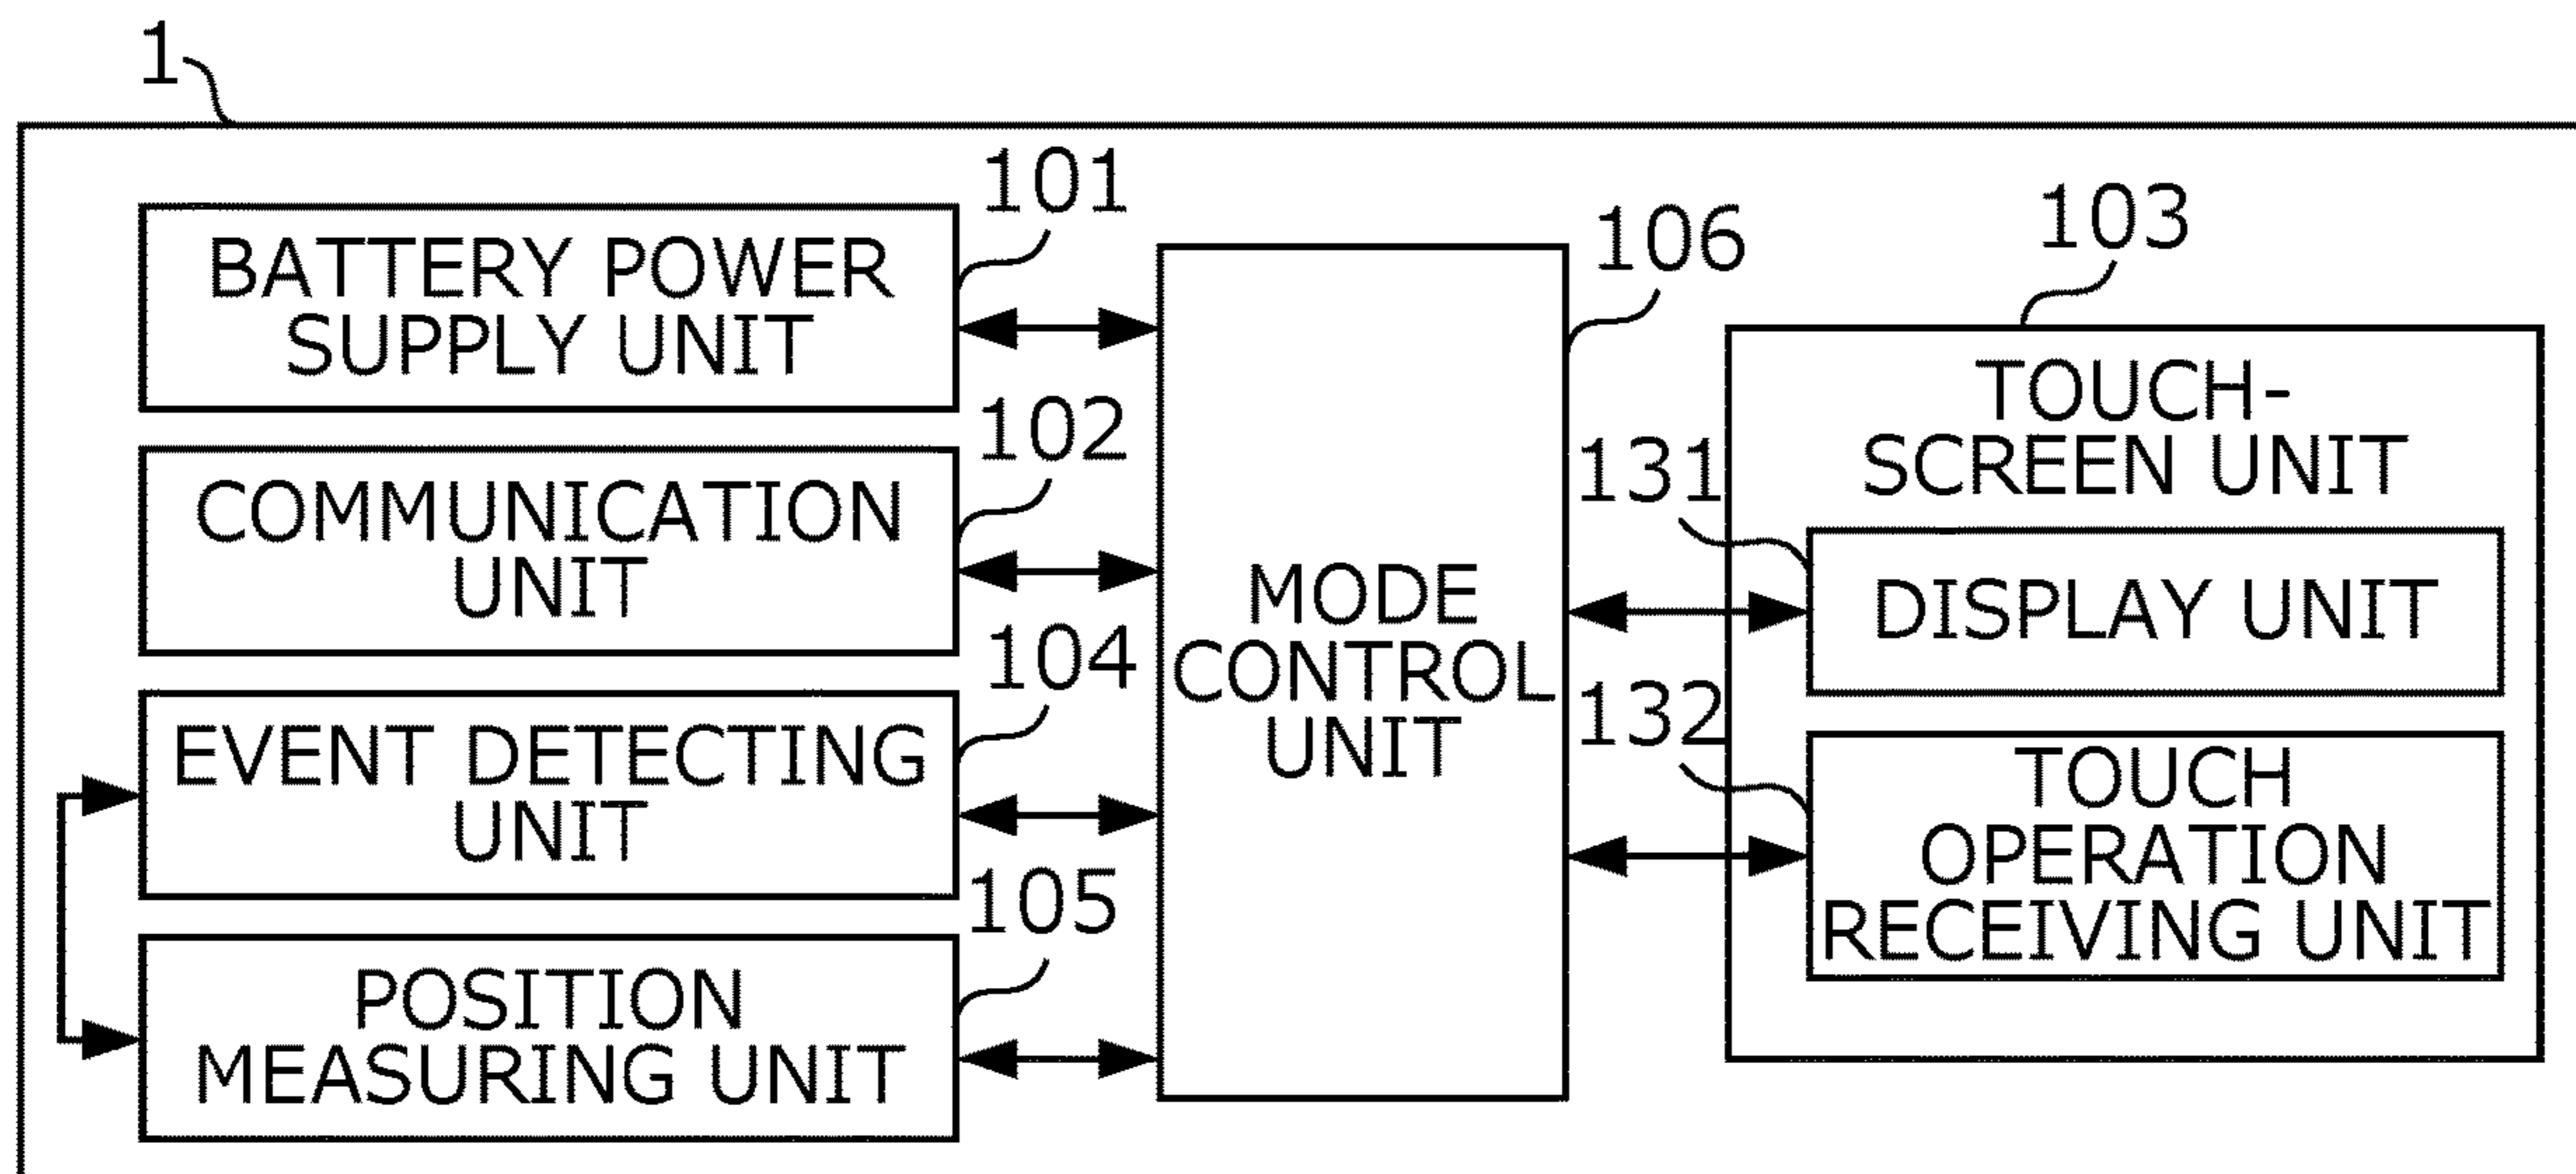 1
101
BATTERY POWER
SUPPLY UNIT
102
COMMUNICATION
UNIT
104
EVENT DETECTING
UNIT
105
POSITION
MEASURING UNIT
106
MODE
CONTROL
UNIT
103
TOUCH-
SCREEN UNIT
131
DISPLAY UNIT
132
TOUCH
OPERATION
RECEIVING UNIT